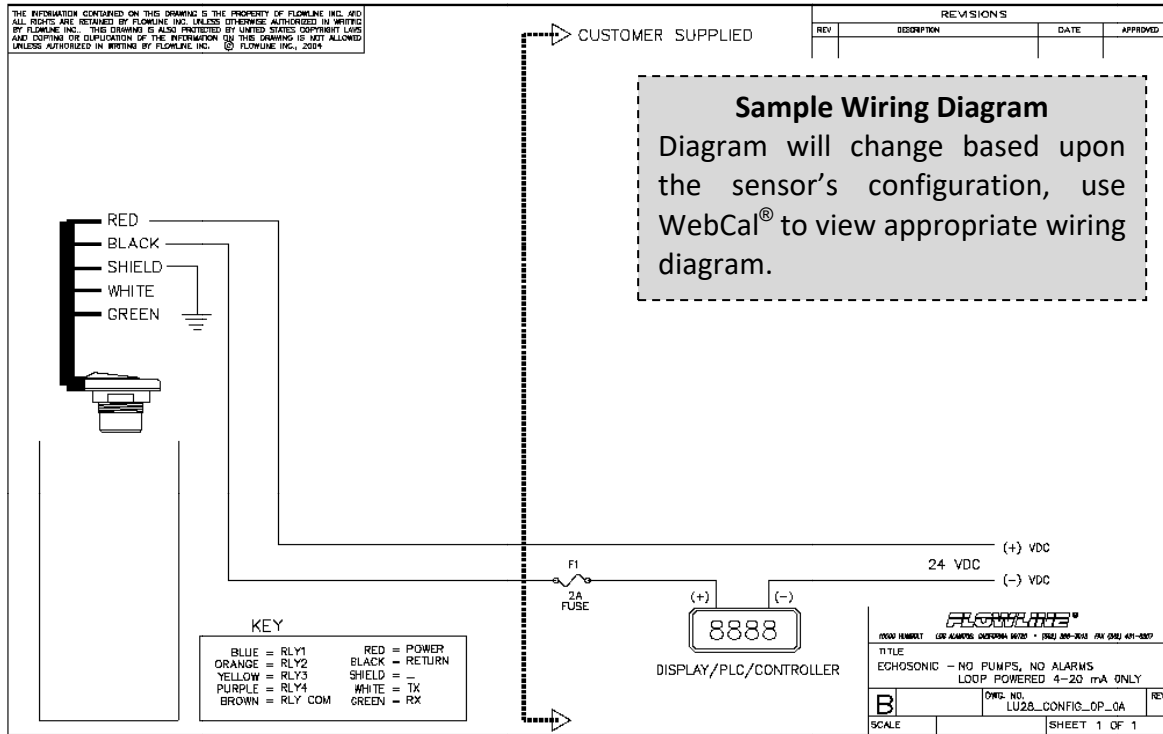 THE INFORMATION CONTAINED ON THIS DRAWING IS THE PROPERTY OF FLOWLINE INC. AND
ALL RIGHTS ARE RETAINED BY FLOWLINE INC. UNLESS OTHERWISE AUTHORIZED IN WRITING
BY FLOWLINE INC.. THIS DRAWING IS ALSO PROTECTED BY UNITED STATES COPYRIGHT LAWS
AND COPYING OR DUPLICATION OF THE INFORMATION ON THIS DRAWING IS NOT ALLOWED
UNLESS AUTHORIZED IN WRITING BY FLOWLINE INC. © FLOWLINE INC., 2004
CUSTOMER SUPPLIED
REVISIONS
REV DESCRIPTION DATE APPROVED
Sample Wiring Diagram
Diagram will change based upon
the sensor’s configuration, use
WebCal® to view appropriate wiring
diagram.
RED
BLACK
SHIELD
WHITE
GREEN
(+) VDC
24 VDC
(-) VDC
F1
2A
FUSE
(+) (-)
8888
DISPLAY/PLC/CONTROLLER
KEY
BLUE = RLY1
ORANGE = RLY2
YELLOW = RLY3
PURPLE = RLY4
BROWN = RLY COM
RED = POWER
BLACK = RETURN
SHIELD = ⏚
WHITE = TX
GREEN = RX
FLOWLINE®
TITLE
ECHOSONIC - NO PUMPS, NO ALARMS
LOOP POWERED 4-20 mA ONLY
B DWG. NO. REV
LU28_CONFIG_0P_0A
SCALE SHEET 1 OF 1